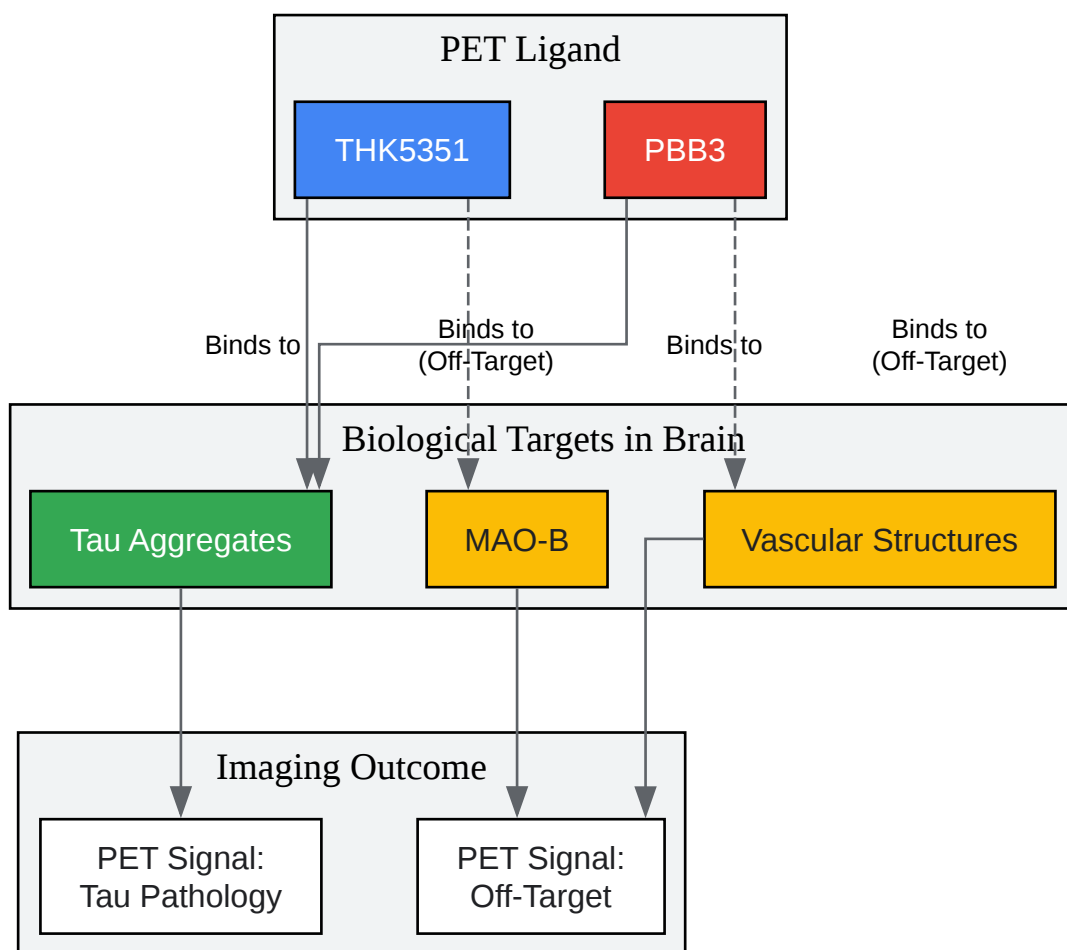 PET Ligand
THK5351
PBB3
Binds to
Binds to
(Off-Target)
Binds to
Binds to
(Off-Target)
Biological Targets in Brain
Tau Aggregates
MAO-B
Vascular Structures
Imaging Outcome
PET Signal:
Tau Pathology
PET Signal:
Off-Target